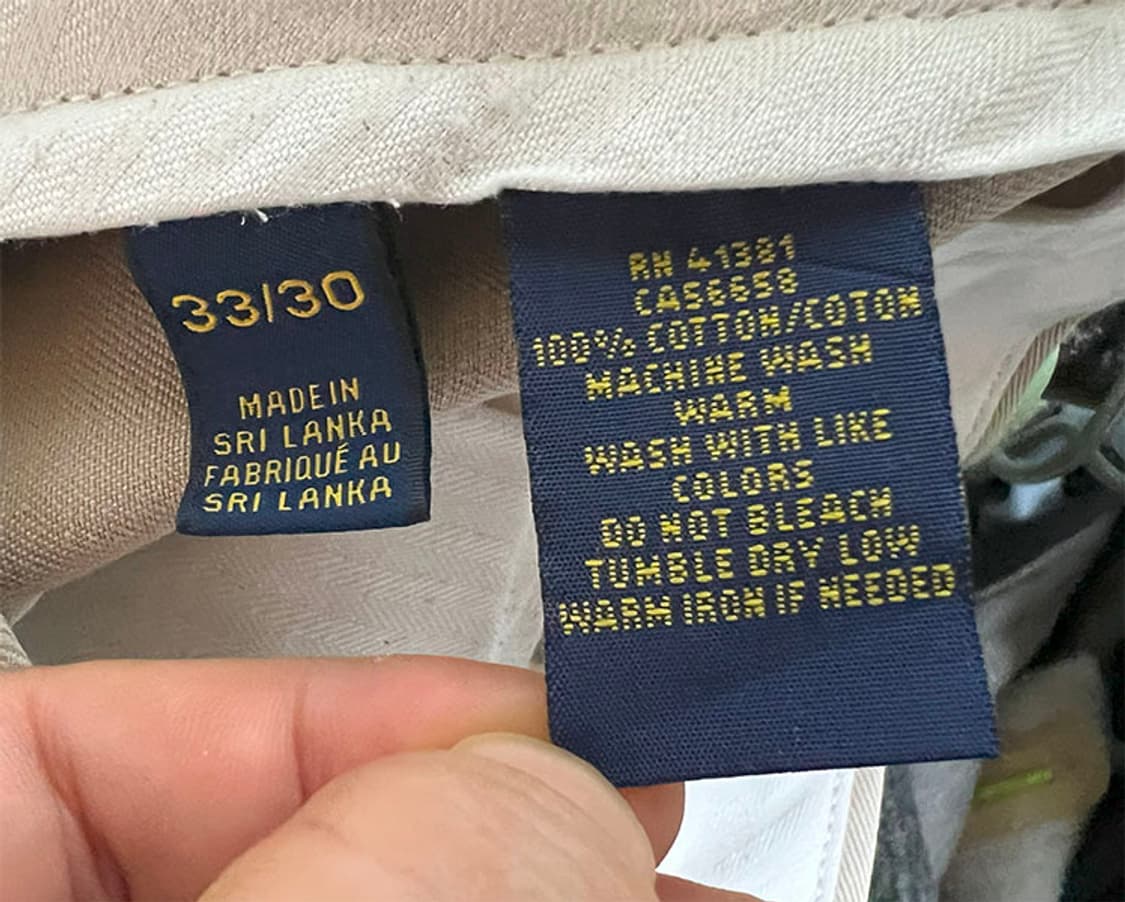 33/30
MADE IN
SRI LANKA
FABRIQUÉ AU
SRI LANKA
RN 41381
CA56658
100% COTTON/COTON
MACHINE WASH
WARM
WASH WITH LIKE
COLORS
DO NOT BLEACH
TUMBLE DRY LOW
WARM IRON IF NEEDED